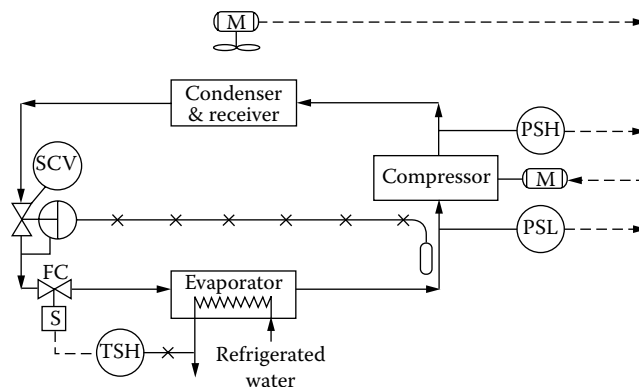 M
Condenser
& receiver
PSH
SCV
Compressor
M
PSL
FC
Evaporator
S
TSH
Refrigerated
water